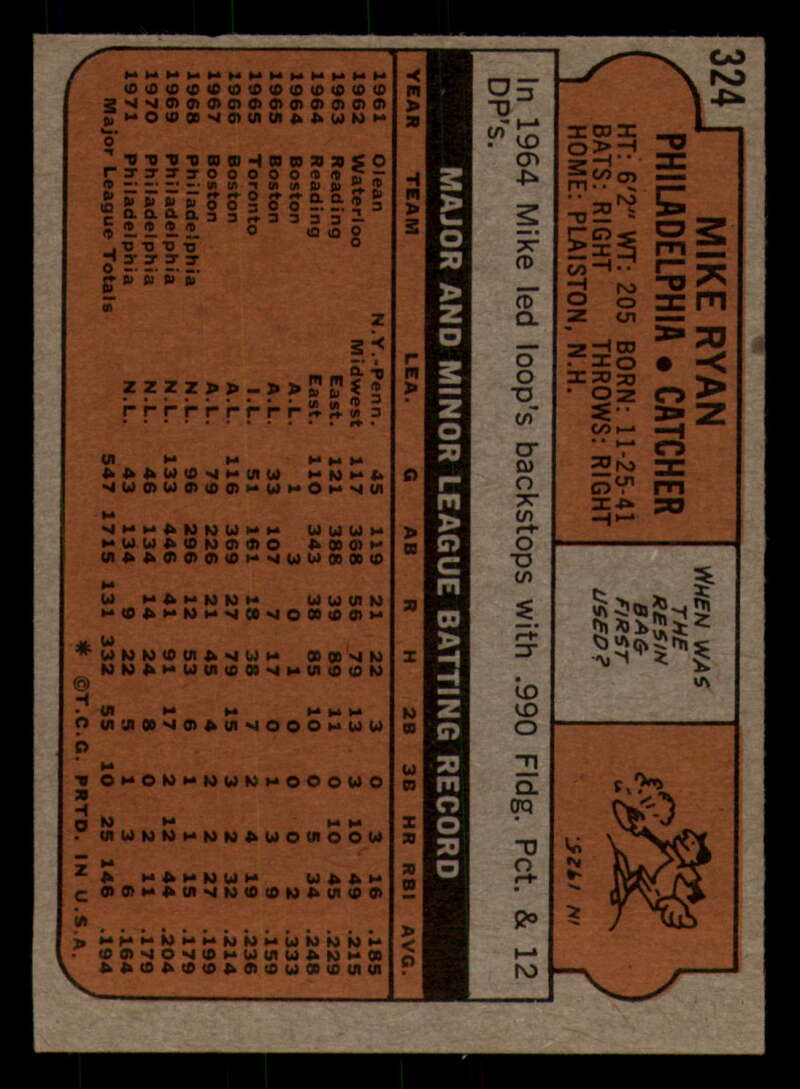 324
MIKE RYAN
PHILADELPHIA • CATCHER
HT: 6'2" WT: 205 BORN: 11-25-41
BATS: RIGHT THROWS: RIGHT
HOME: PLAISTON, N.H.
WHEN WAS
THE
RESIN
BAG
FIRST
USED?
IN 1925.
In 1964 Mike led loop's backstops with .990 Fldg. Pct. & 12
DP's.
MAJOR AND MINOR LEAGUE BATTING RECORD
YEAR TEAM LEA. G AB R H 2B 3B HR RBI AVG.
1961 Olean N.Y.-Penn. 45 119 21 22 3 0 3 16 .185
1962 Waterloo Midwest 117 368 56 79 13 3 10 49 .215
1963 Reading East. 121 388 39 89 11 0 10 45 .229
1964 Reading East. 110 343 38 85 10 0 5 34 .248
1964 Boston A.L. 1 3 0 1 0 0 0 2 .333
1965 Boston A.L. 33 107 7 17 0 1 3 9 .159
1965 Toronto I.L. 51 161 18 38 7 2 4 19 .236
1966 Boston A.L. 116 369 27 79 15 3 2 32 .214
1967 Boston A.L. 79 226 21 45 4 2 2 27 .199
1968 Philadelphia N.L. 96 296 12 53 6 1 1 15 .179
1969 Philadelphia N.L. 133 446 41 91 17 2 12 44 .204
1970 Philadelphia N.L. 46 134 14 24 8 0 2 11 .179
1971 Philadelphia N.L. 43 134 9 22 5 1 3 6 .164
Major League Totals 547 1715 131 332 55 10 25 146 .194
* ©T.C.G. PRTD. IN U.S.A.